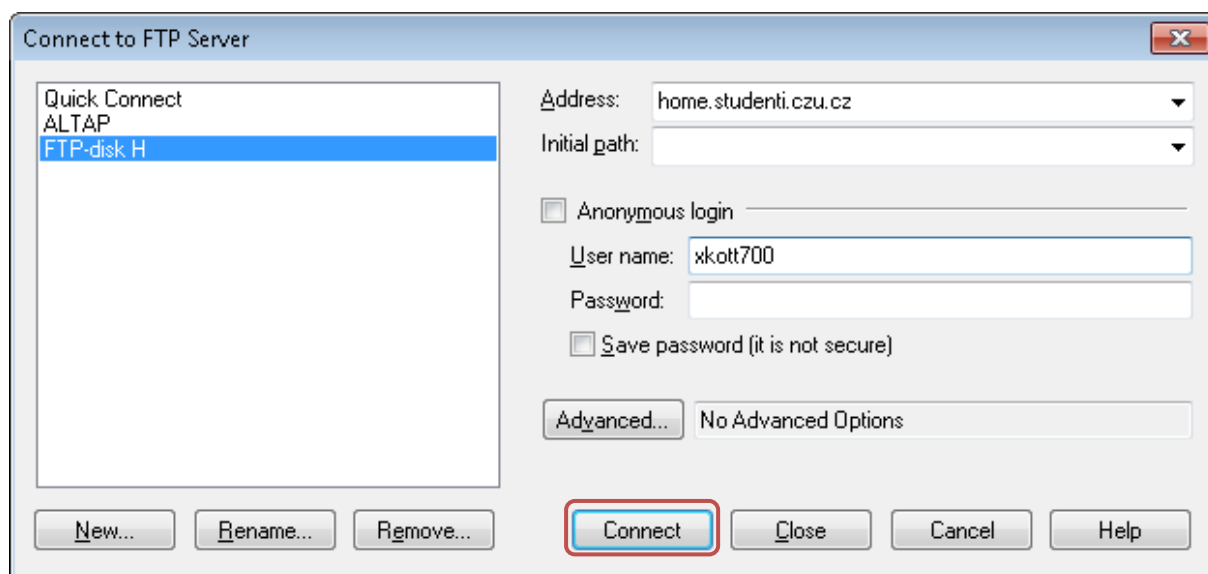 Connect to FTP Server
Quick Connect
ALTAP
FTP-disk H
Address: home.studenti.czu.cz
Initial path:
Anonymous login
User name: xkott700
Password:
Save password (it is not secure)
Advanced... No Advanced Options
New... Rename... Remove... Connect Close Cancel Help